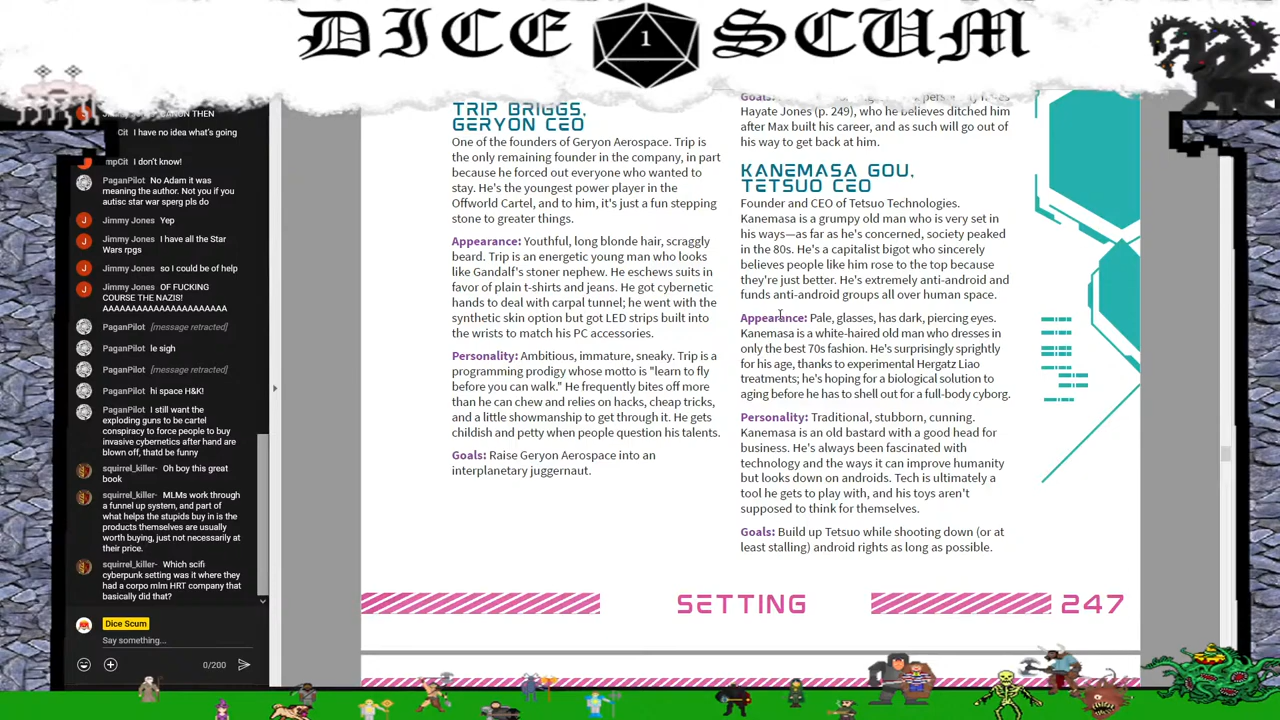 DICE 1 SCUM
CANON THEN
Cit I have no idea what's going
mpCit I don't know!
PaganPilot No Adam it was
meaning the author. Not you if you
autisc star war sperg pls do
Jimmy Jones Yep
Jimmy Jones I have all the Star
Wars rpgs
Jimmy Jones so I could be of help
Jimmy Jones OF FUCKING
COURSE THE NAZIS!
AAAAAAAAAAAAAAAAAAAAAA
PaganPilot [message retracted]
PaganPilot le sigh
PaganPilot [message retracted]
PaganPilot hi space H&K!
PaganPilot I still want the
exploding guns to be cartel
conspiracy to force people to buy
invasive cybernetics after hand are
blown off, thatd be funny
squirrel_killer- Oh boy this great
book
squirrel_killer- MLMs work through
a funnel up system, and part of
what helps the stupids buy in is the
products themselves are usually
worth buying, just not necessarily at
their price.
squirrel_killer- Which scifi
cyberpunk setting was it where they
had a corpo mlm HRT company that
basically did that?
Dice Scum
Say something...
0/200
TRIP BRIGGS,
GERYON CEO
One of the founders of Geryon Aerospace. Trip is
the only remaining founder in the company, in part
because he forced out everyone who wanted to
stay. He's the youngest power player in the
Offworld Cartel, and to him, it's just a fun stepping
stone to greater things.
Appearance: Youthful, long blonde hair, scraggly
beard. Trip is an energetic young man who looks
like Gandalf's stoner nephew. He eschews suits in
favor of plain t-shirts and jeans. He got cybernetic
hands to deal with carpal tunnel; he went with the
synthetic skin option but got LED strips built into
the wrists to match his PC accessories.
Personality: Ambitious, immature, sneaky. Trip is a
programming prodigy whose motto is "learn to fly
before you can walk." He frequently bites off more
than he can chew and relies on hacks, cheap tricks,
and a little showmanship to get through it. He gets
childish and petty when people question his talents.
Goals: Raise Geryon Aerospace into an
interplanetary juggernaut.
Goals:
Hayate Jones (p. 249), who he believes ditched him
after Max built his career, and as such will go out of
his way to get back at him.
KANEMASA GOU,
TETSUO CEO
Founder and CEO of Tetsuo Technologies.
Kanemasa is a grumpy old man who is very set in
his ways—as far as he's concerned, society peaked
in the 80s. He's a capitalist bigot who sincerely
believes people like him rose to the top because
they're just better. He's extremely anti-android and
funds anti-android groups all over human space.
Appearance: Pale, glasses, has dark, piercing eyes.
Kanemasa is a white-haired old man who dresses in
only the best 70s fashion. He's surprisingly sprightly
for his age, thanks to experimental Hergatz Liao
treatments; he's hoping for a biological solution to
aging before he has to shell out for a full-body cyborg.
Personality: Traditional, stubborn, cunning.
Kanemasa is an old bastard with a good head for
business. He's always been fascinated with
technology and the ways it can improve humanity
but looks down on androids. Tech is ultimately a
tool he gets to play with, and his toys aren't
supposed to think for themselves.
Goals: Build up Tetsuo while shooting down (or at
least stalling) android rights as long as possible.
SETTING 247